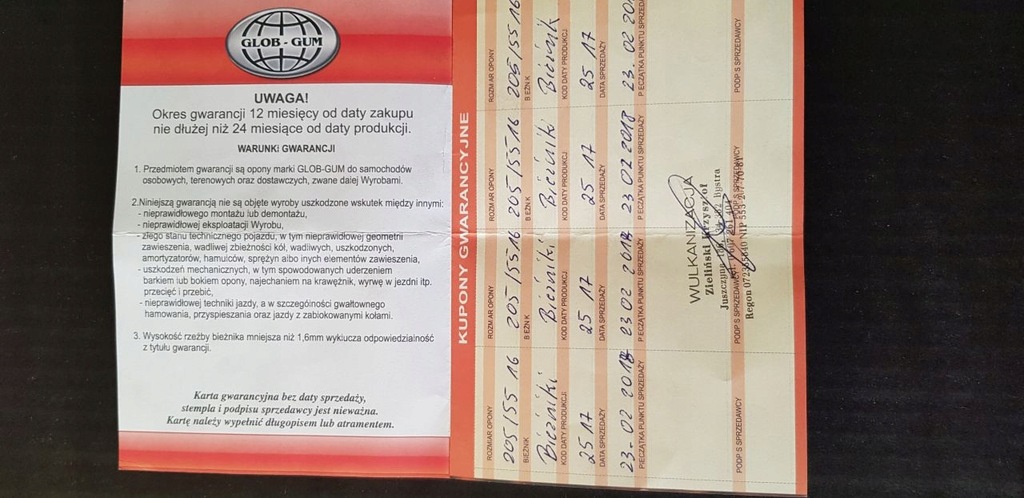 GLOB - GUM
UWAGA!
Okres gwarancji 12 miesięcy od daty zakupu
nie dłużej niż 24 miesiące od daty produkcji.
WARUNKI GWARANCJI
1. Przedmiotem gwarancji są opony marki GLOB-GUM do samochodów
osobowych, terenowych oraz dostawczych, zwane dalej Wyrobami.
2.Niniejszą gwarancją nie są objęte wyroby uszkodzone wskutek między innymi:
- nieprawidłowego montażu lub demontażu,
- nieprawidłowej eksploatacji Wyrobu,
- złego stanu technicznego pojazdu, w tym nieprawidłowej geometrii
zawieszenia, wadliwej zbieżności kół, wadliwych, uszkodzonych,
amortyzatorów, hamulców, sprężyn albo innych elementów zawieszenia,
- uszkodzeń mechanicznych, w tym spowodowanych uderzeniem
barkiem lub bokiem opony, najechaniem na krawężnik, wyrwę w jezdni itp.
przecięć i przebić,
- nieprawidłowej techniki jazdy, a w szczególności gwałtownego
hamowania, przyspieszania oraz jazdy z zablokowanymi kołami.
3. Wysokość rzeźby bieżnika mniejsza niż 1,6mm wyklucza odpowiedzialność
z tytułu gwarancji.
Karta gwarancyjna bez daty sprzedaży,
stempla i podpisu sprzedawcy jest nieważna.
Kartę należy wypełnić długopisem lub atramentem.
KUPONY GWARANCYJNE
ROZMIAR OPONY
205/55 16
BIEŻNIK
Bieżniki
KOD DATY PRODUKCJI
25 17
DATA SPRZEDAŻY
23. 02 2018
PIECZĄTKA PUNKTU SPRZEDAŻY
PODPIS SPRZEDAWCY
ROZMIAR OPONY
205/55 16
BIEŻNIK
Bieżniki
KOD DATY PRODUKCJI
25 17
DATA SPRZEDAŻY
23 02 2018
PIECZĄTKA PUNKTU SPRZEDAŻY
PODPIS SPRZEDAWCY
ROZMIAR OPONY
205/55 16
BIEŻNIK
Bieżniki
KOD DATY PRODUKCJI
25 17
DATA SPRZEDAŻY
23 02 2018
PIECZĄTKA PUNKTU SPRZEDAŻY
PODPIS SPRZEDAWCY
WULKANIZACJA
Zieliński Krzysztof
Juszczyna Bystra
Regon NIP 553
ROZMIAR OPONY
205/55 16
BIEŻNIK
Bieżnik
KOD DATY PRODUKCJI
25 17
DATA SPRZEDAŻY
23. 02 20
PIECZĄTKA PUNKTU SPRZEDAŻY
PODPIS SPRZEDAWCY